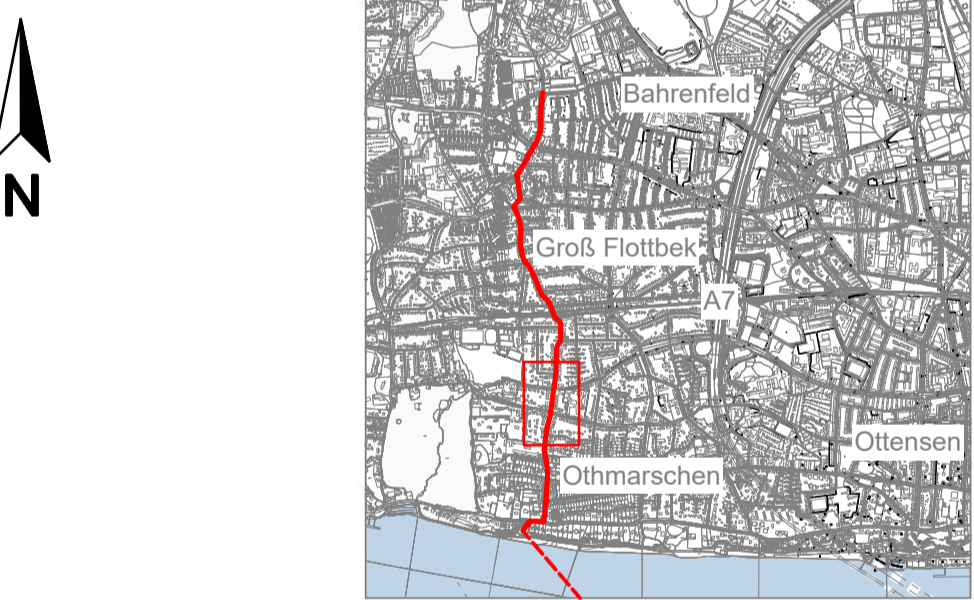 Bahrenfeld
N
Groß Flottbek
A7
Ottensen
Othmarschen